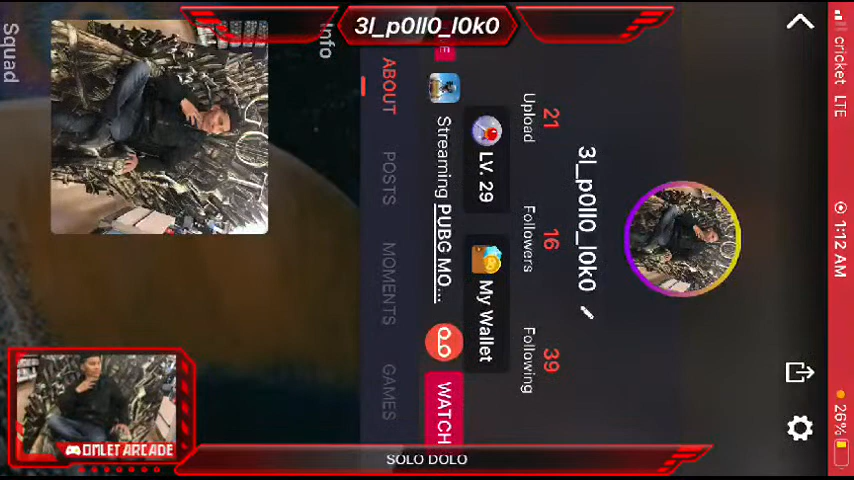 3l_p0ll0_l0k0
cricket LTE
1:12 AM
26%
3l_p0ll0_l0k0
21
Upload
16
Followers
39
Following
LV. 29
My Wallet
Streaming PUBG MO...
WATCH
ABOUT
POSTS
MOMENTS
GAMES
Info
Squad
OMLET ARCADE
SOLO DOLO